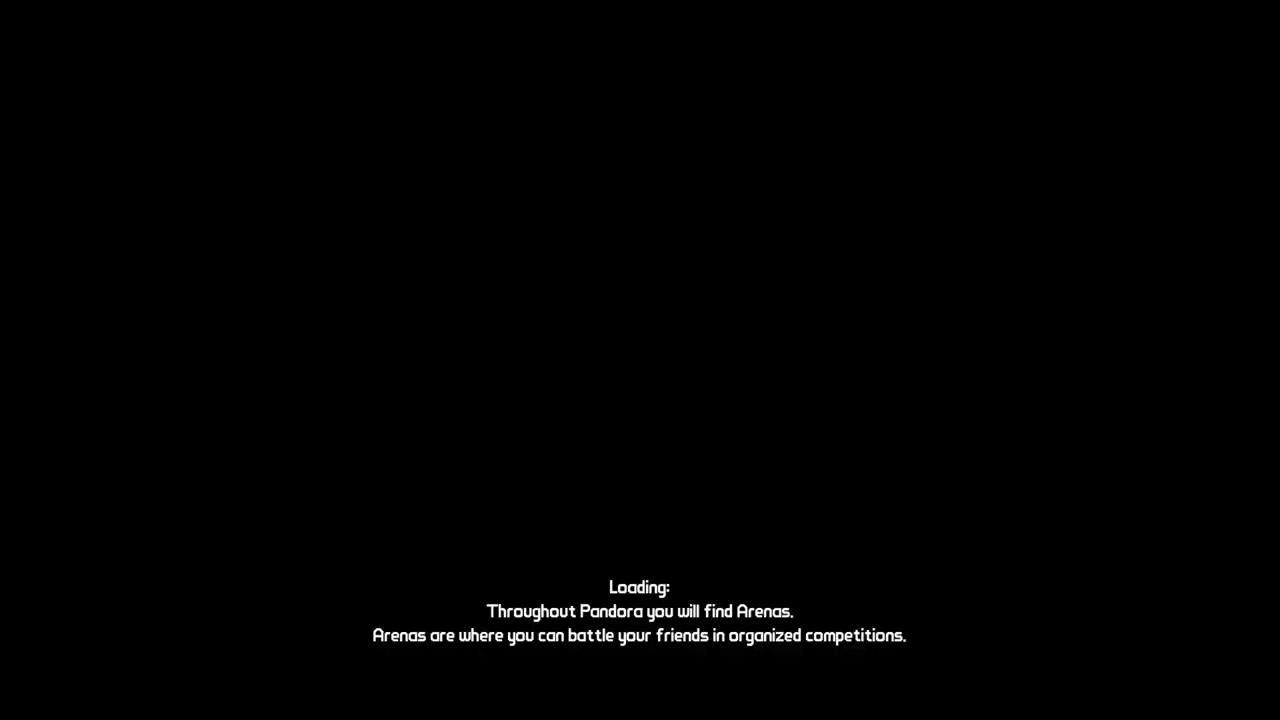 Loading:
Throughout Pandora you will find Arenas.
Arenas are where you can battle your friends in organized competitions.